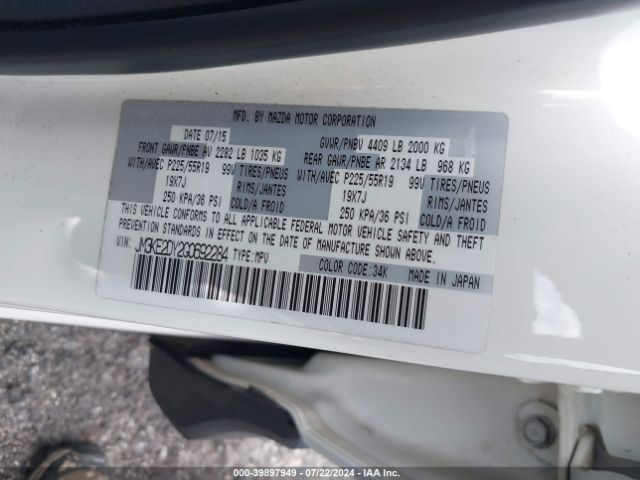 MFD. BY MAZDA MOTOR CORPORATION
DATE 07/15 GVWR/PNBV 4409 LB 2000 KG
FRONT GAWR/PNBE AV 2282 LB 1035 KG REAR GAWR/PNBE AR 2134 LB 968 KG
WITH/AVEC P225/55R19 99V TIRES/PNEUS WITH/AVEC P225/55R19 99V TIRES/PNEUS
19X7J RIMS/JANTES 19X7J RIMS/JANTES
250 KPA/36 PSI COLD/A FROID 250 KPA/36 PSI COLD/A FROID
THIS VEHICLE CONFORMS TO ALL APPLICABLE FEDERAL MOTOR VEHICLE SAFETY AND THEFT
PREVENTION STANDARDS IN EFFECT ON THE DATE OF MANUFACTURE SHOWN ABOVE.
VIN: JM3KE2DY2G0692284 TYPE:MPV
COLOR CODE:34K MADE IN JAPAN
000-39897949 - 07/22/2024 - IAA Inc.